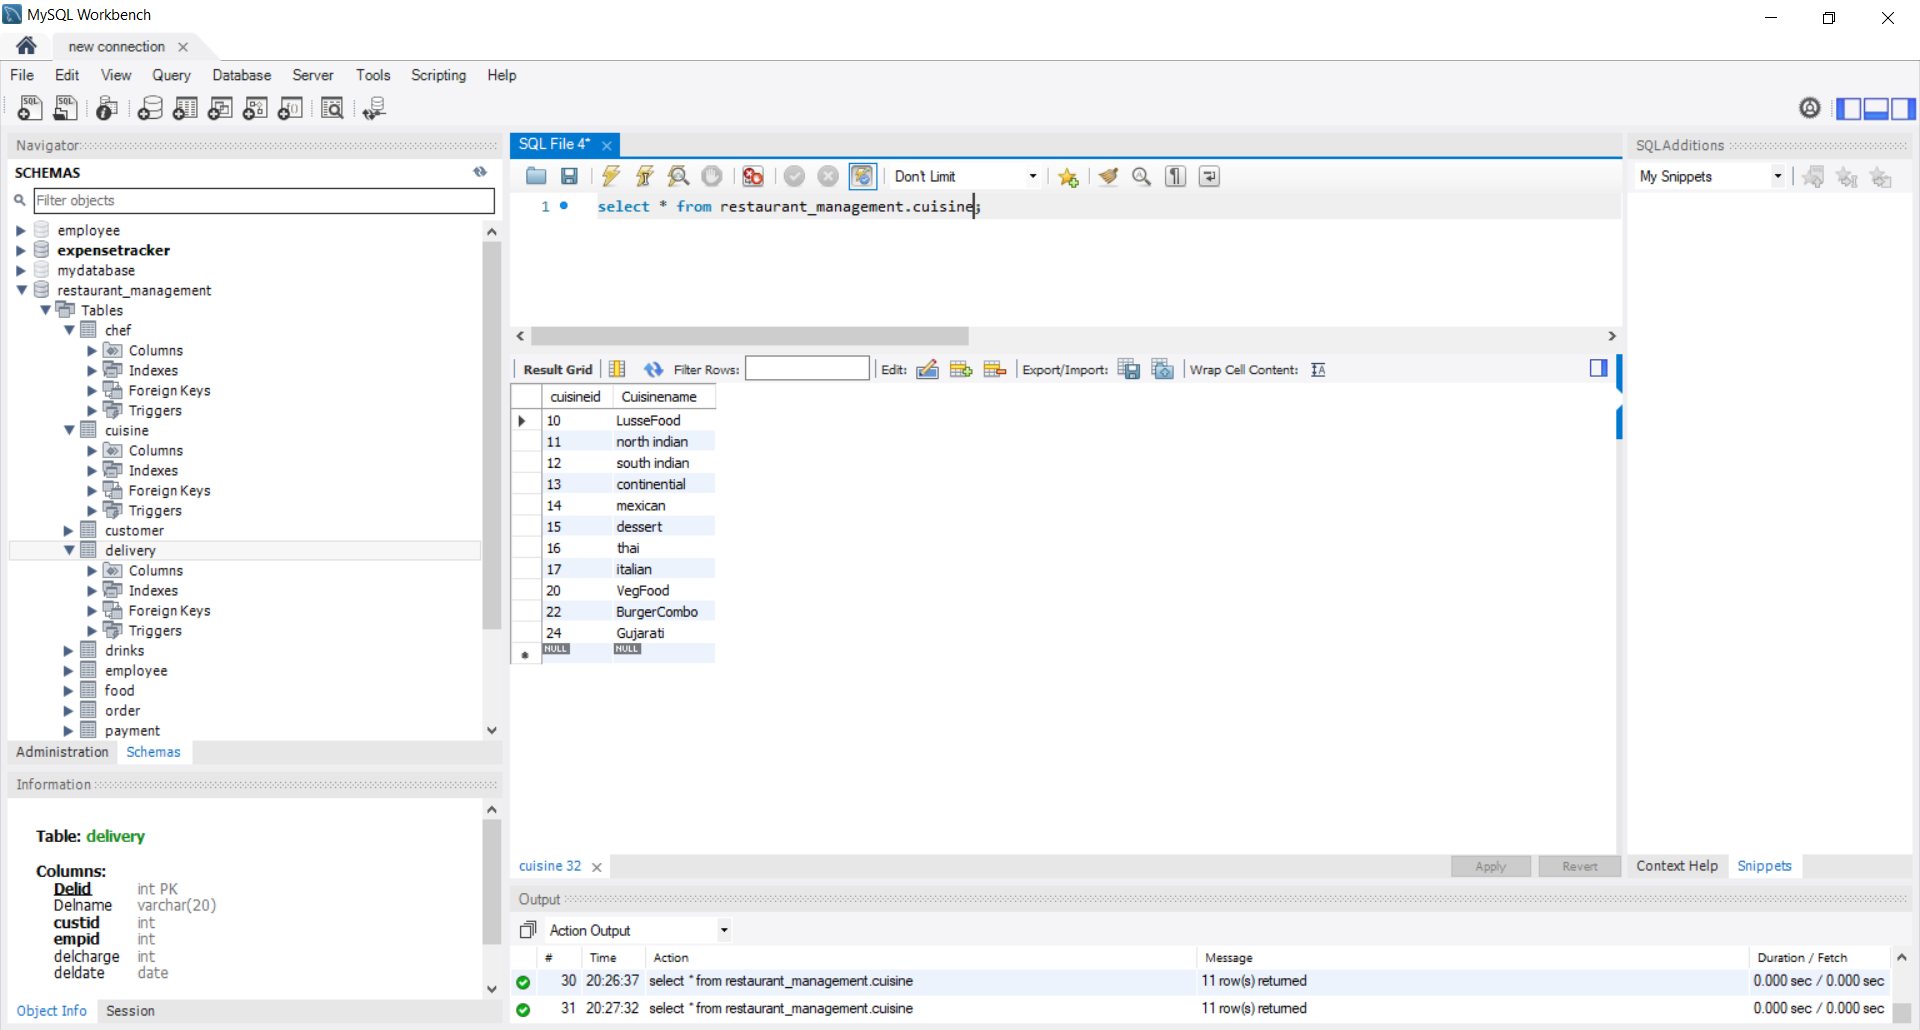 MySQL Workbench
new connection
File Edit View Query Database Server Tools Scripting Help
Navigator
SCHEMAS
Filter objects
employee
expensetracker
mydatabase
restaurant_management
Tables
chef
Columns
Indexes
Foreign Keys
Triggers
cuisine
Columns
Indexes
Foreign Keys
Triggers
customer
delivery
Columns
Indexes
Foreign Keys
Triggers
drinks
employee
food
order
payment
Administration Schemas
Information
Table: delivery
Columns:
Delid int PK
Delname varchar(20)
custid int
empid int
delcharge int
deldate date
Object Info Session
SQL File 4*
Don't Limit
1 select * from restaurant_management.cuisine;
Result Grid Filter Rows: Edit: Export/Import: Wrap Cell Content:
cuisineid Cuisinename
10 LusseFood
11 north indian
12 south indian
13 continential
14 mexican
15 dessert
16 thai
17 italian
20 VegFood
22 BurgerCombo
24 Gujarati
NULL NULL
cuisine 32
Apply Revert
Output
Action Output
# Time Action Message Duration / Fetch
30 20:26:37 select * from restaurant_management.cuisine 11 row(s) returned 0.000 sec / 0.000 sec
31 20:27:32 select * from restaurant_management.cuisine 11 row(s) returned 0.000 sec / 0.000 sec
SQLAdditions
My Snippets
Context Help Snippets